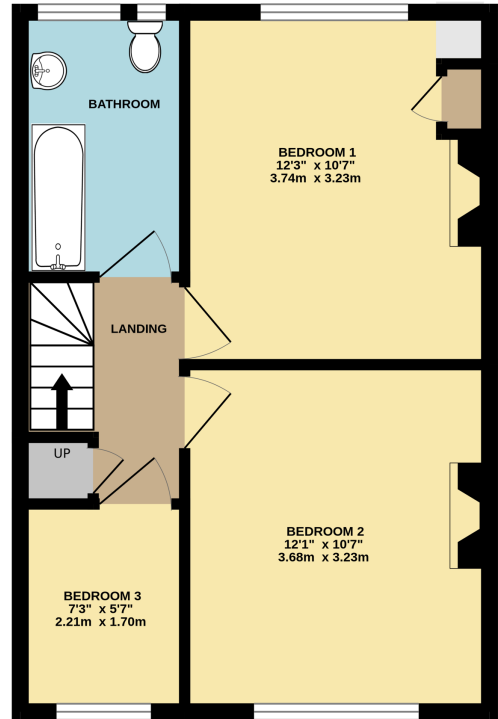 BATHROOM
BEDROOM 1
12'3" x 10'7"
3.74m x 3.23m
LANDING
UP
BEDROOM 2
12'1" x 10'7"
3.68m x 3.23m
BEDROOM 3
7'3" x 5'7"
2.21m x 1.70m